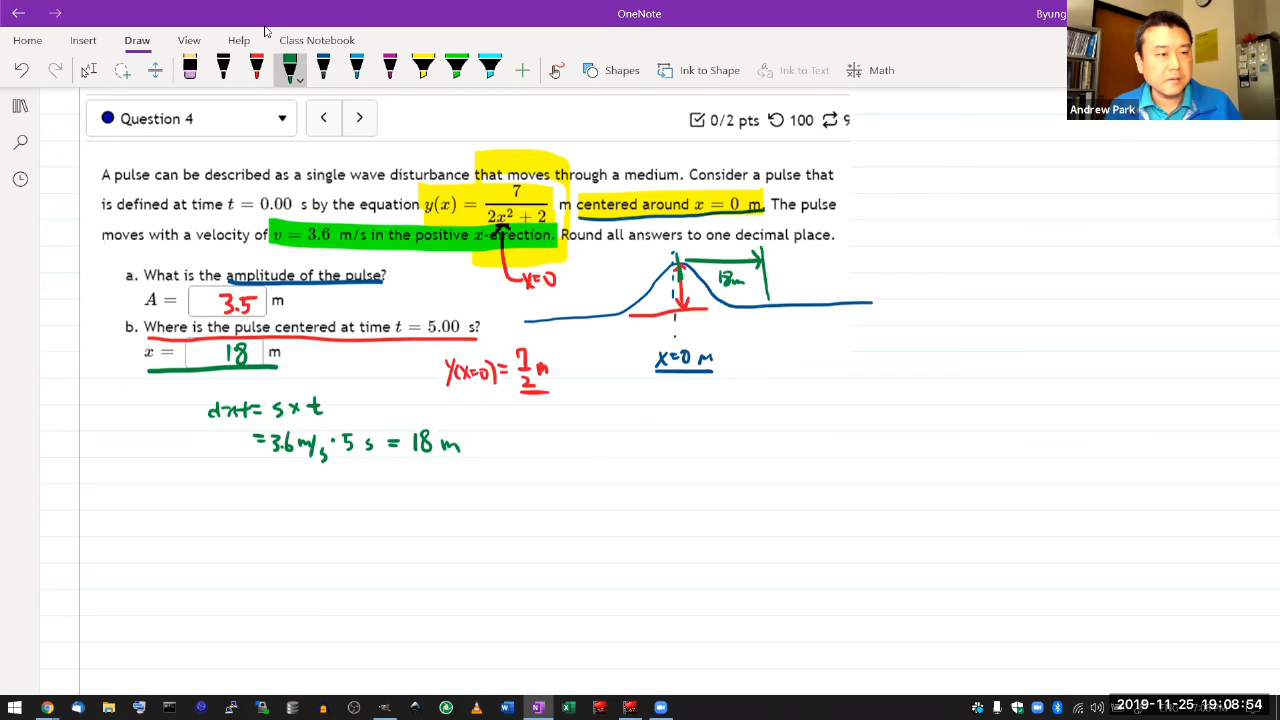 OneNote
Byung
Home Insert Draw View Help Class Notebook
Shapes Ink to Shape Ink to Text Math
Andrew Park
Question 4
0/2 pts 100 9
A pulse can be described as a single wave disturbance that moves through a medium. Consider a pulse that
is defined at time t = 0.00 s by the equation y(x) = 7/(2x² + 2) m centered around x = 0 m. The pulse
moves with a velocity of v = 3.6 m/s in the positive x-direction. Round all answers to one decimal place.
a. What is the amplitude of the pulse?
A = 3.5 m
x=0
18m
b. Where is the pulse centered at time t = 5.00 s?
x = 18 m
x=0 m
y(x=0) = 7/2 m
= s x t
= 3.6 m/s · 5 s = 18 m
2019-11-25 19:08:54